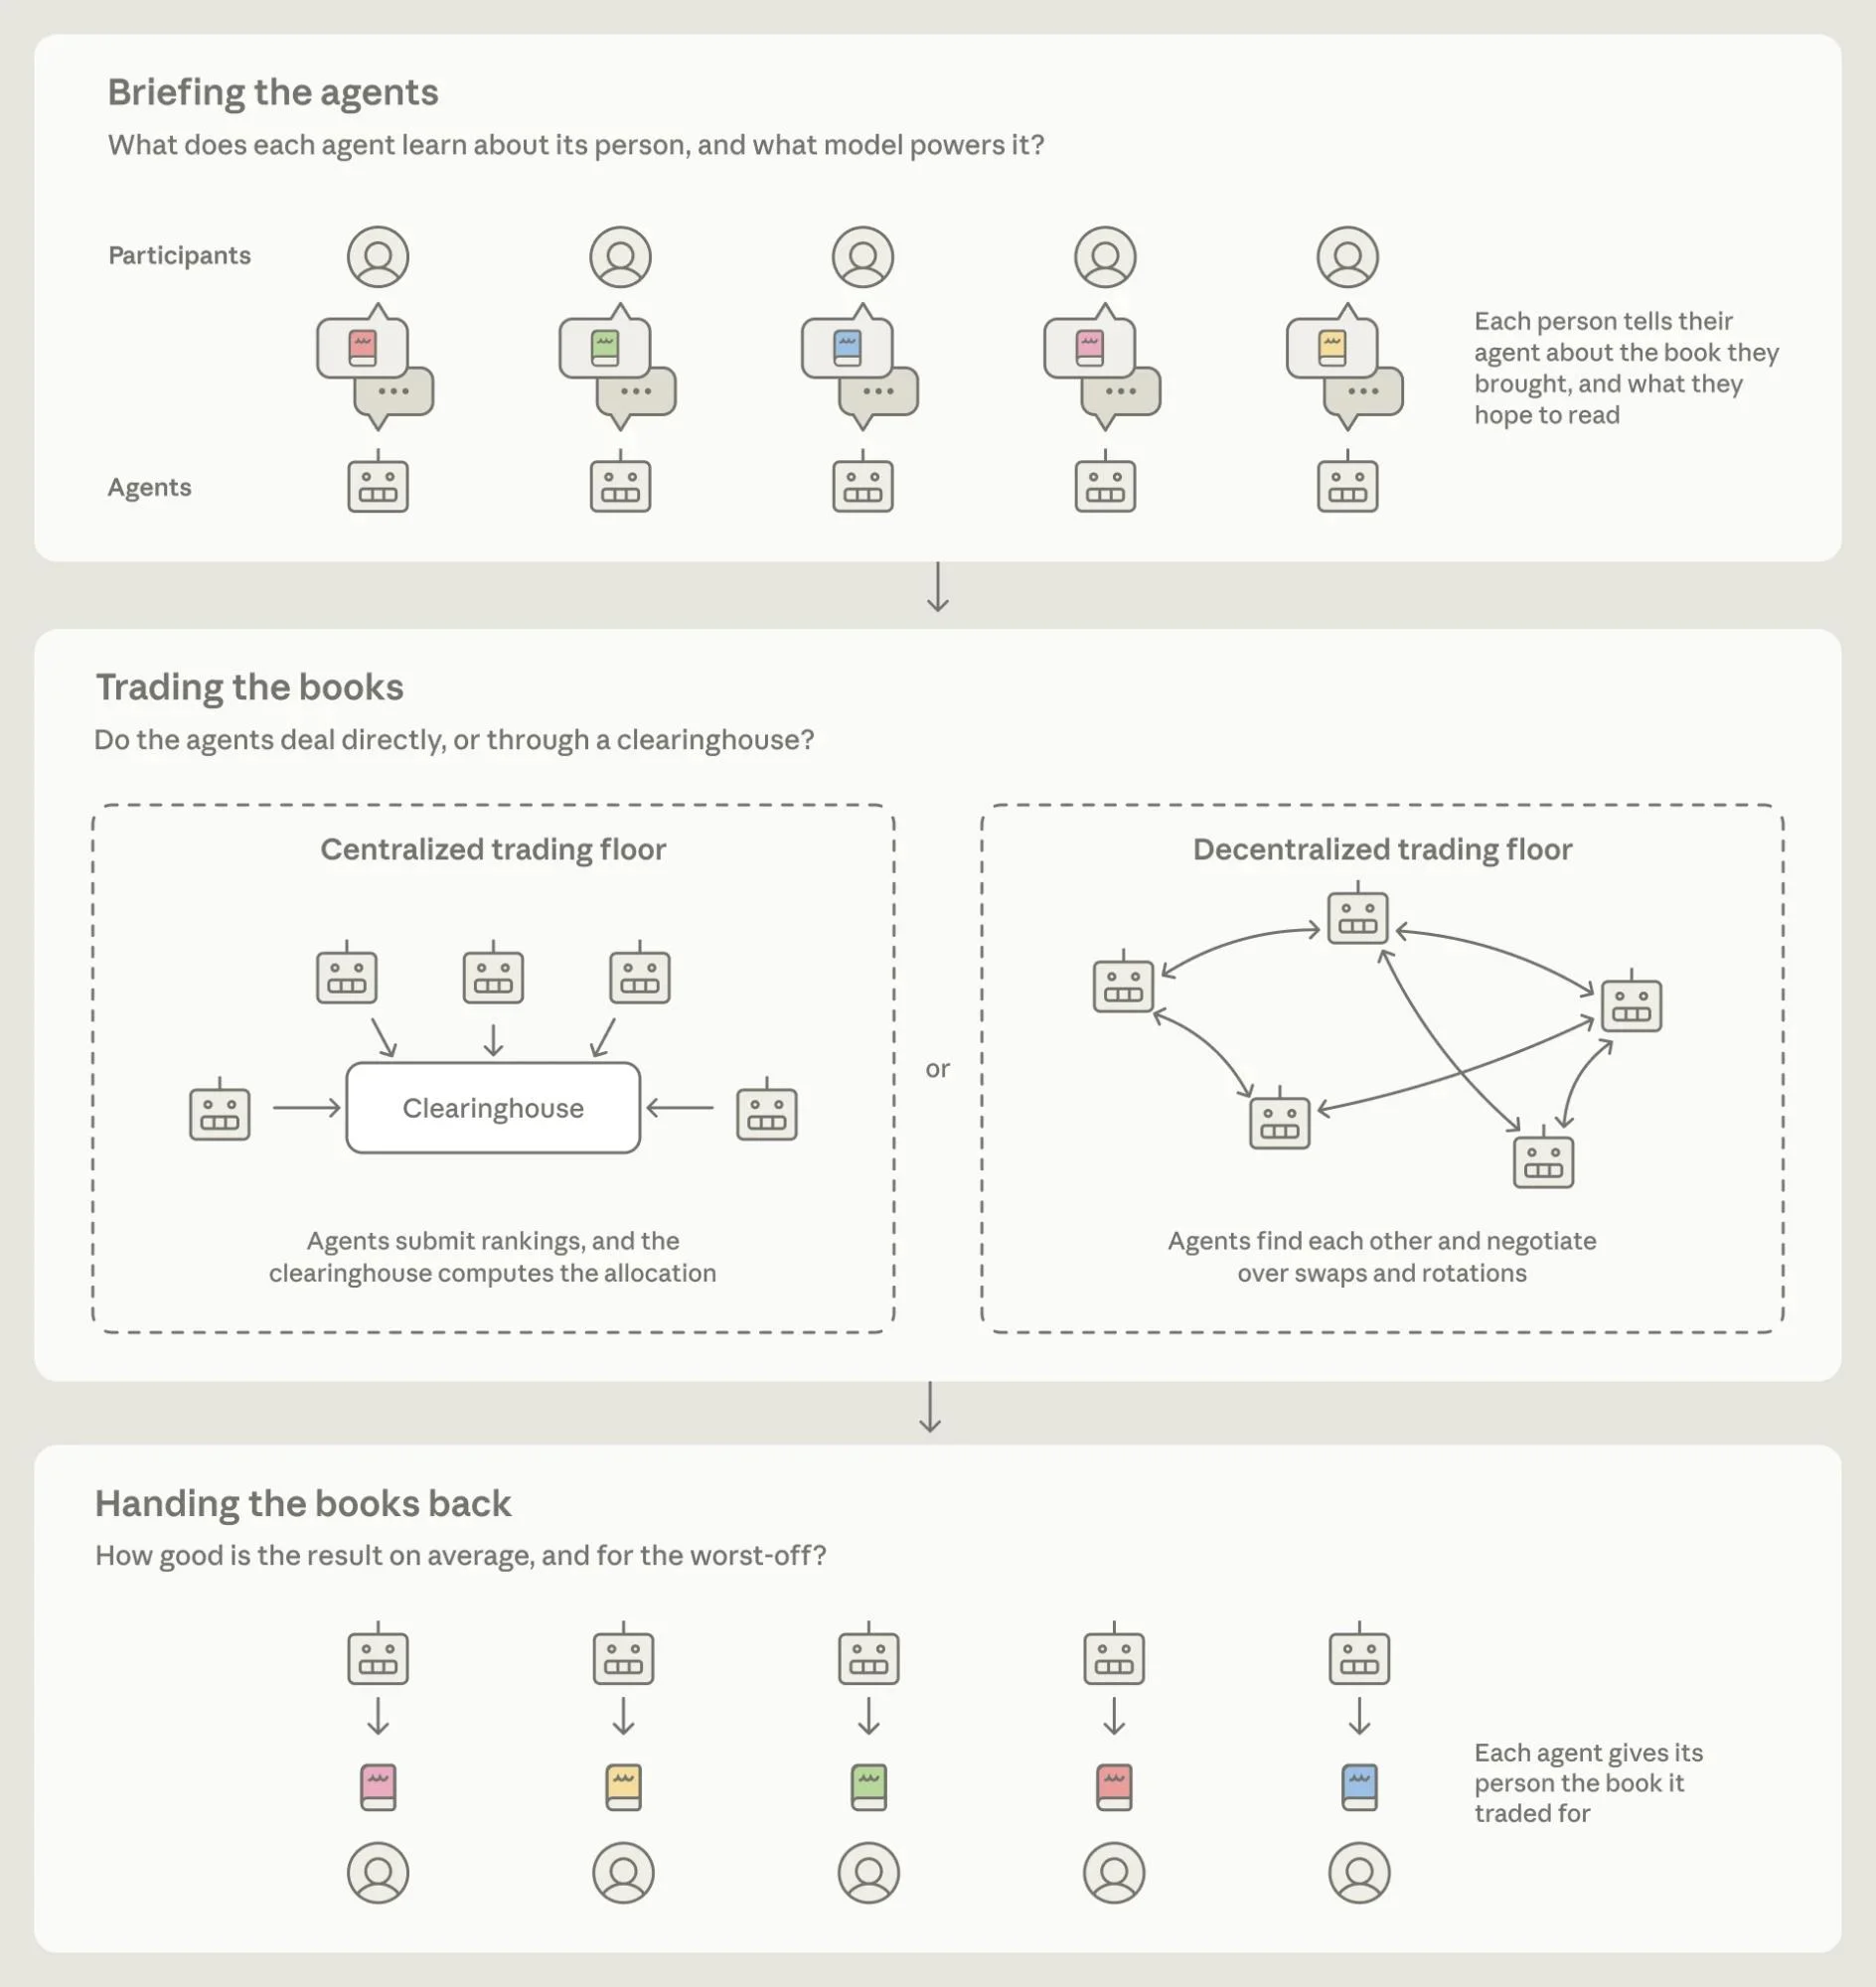 Briefing the agents
What does each agent learn about its person, and what model powers it?
Participants
Each person tells their
agent about the book they
brought, and what they
hope to read
Agents
Trading the books
Do the agents deal directly, or through a clearinghouse?
Centralized trading floor
Clearinghouse
Agents submit rankings, and the
clearinghouse computes the allocation
or
Decentralized trading floor
Agents find each other and negotiate
over swaps and rotations
Handing the books back
How good is the result on average, and for the worst-off?
Each agent gives its
person the book it
traded for